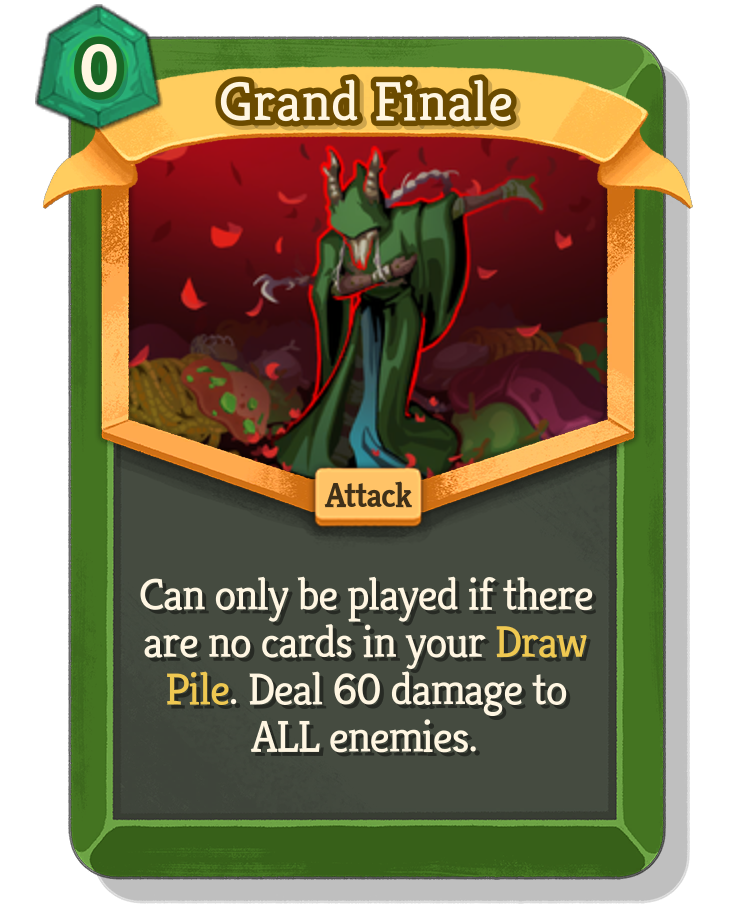 0
Grand Finale
Attack
Can only be played if there
are no cards in your Draw
Pile. Deal 60 damage to
ALL enemies.